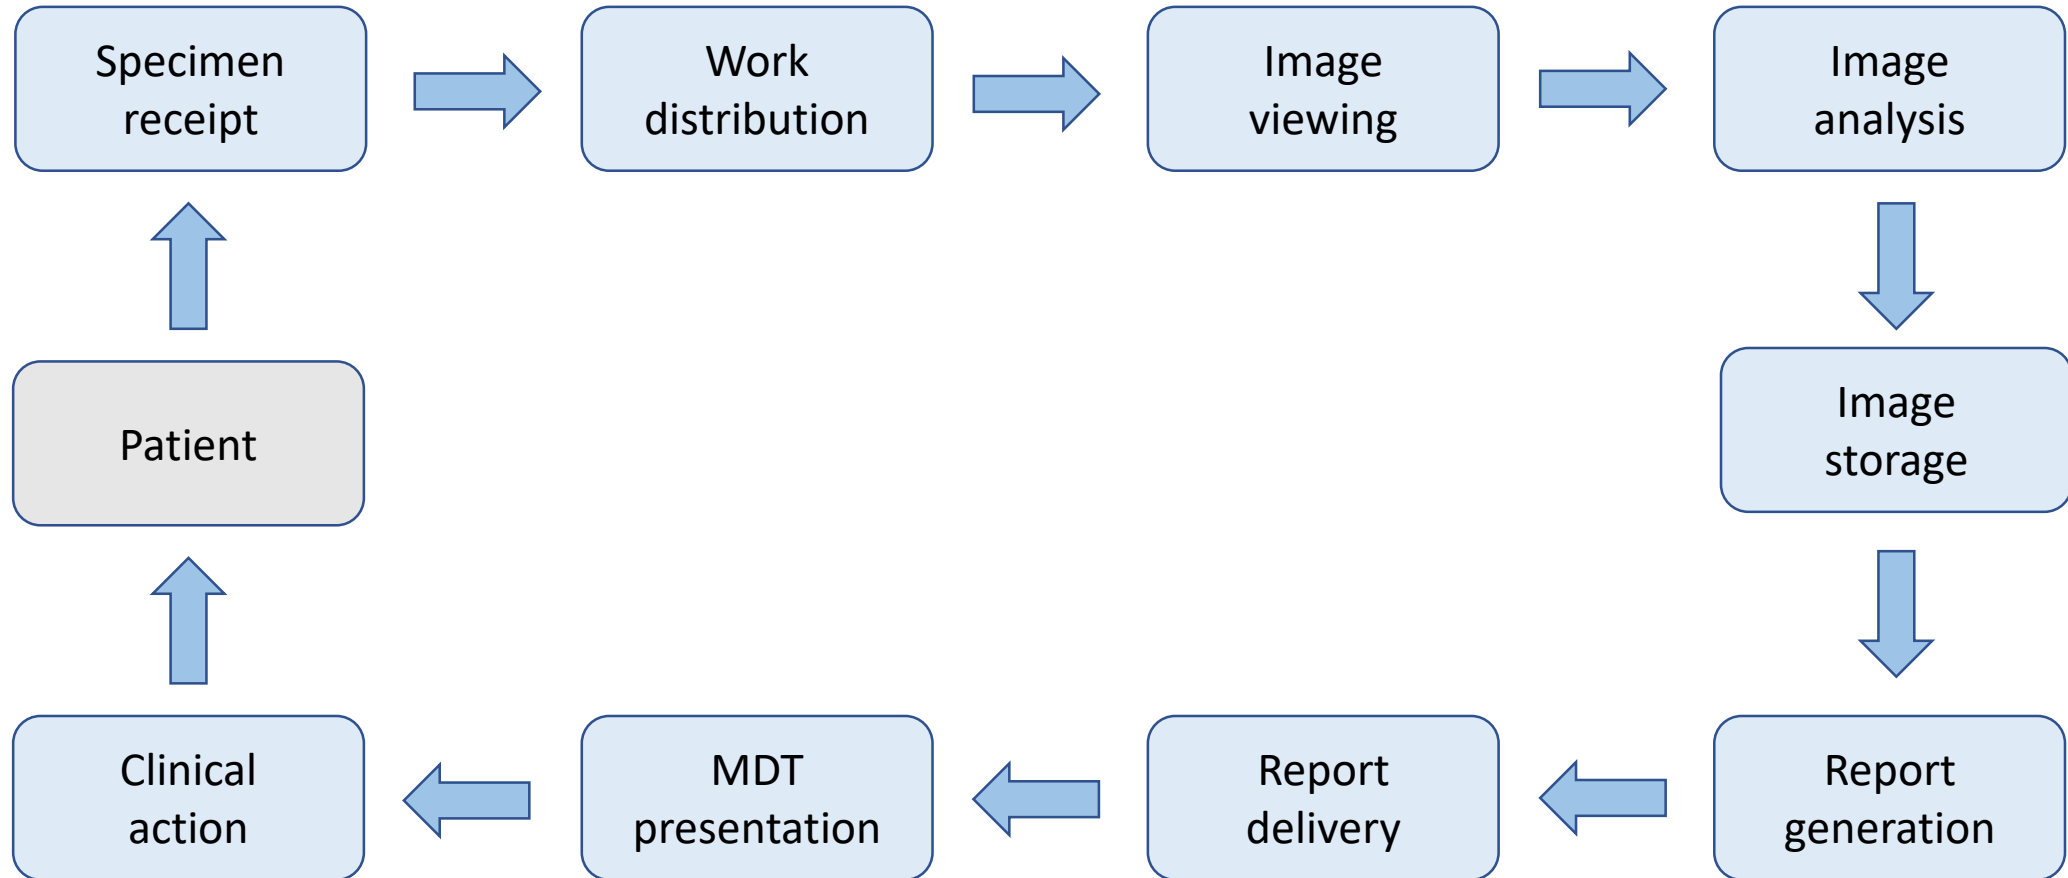 Specimen
receipt
Work
distribution
Image
viewing
Image
analysis
Patient
Image
storage
Clinical
action
MDT
presentation
Report
delivery
Report
generation